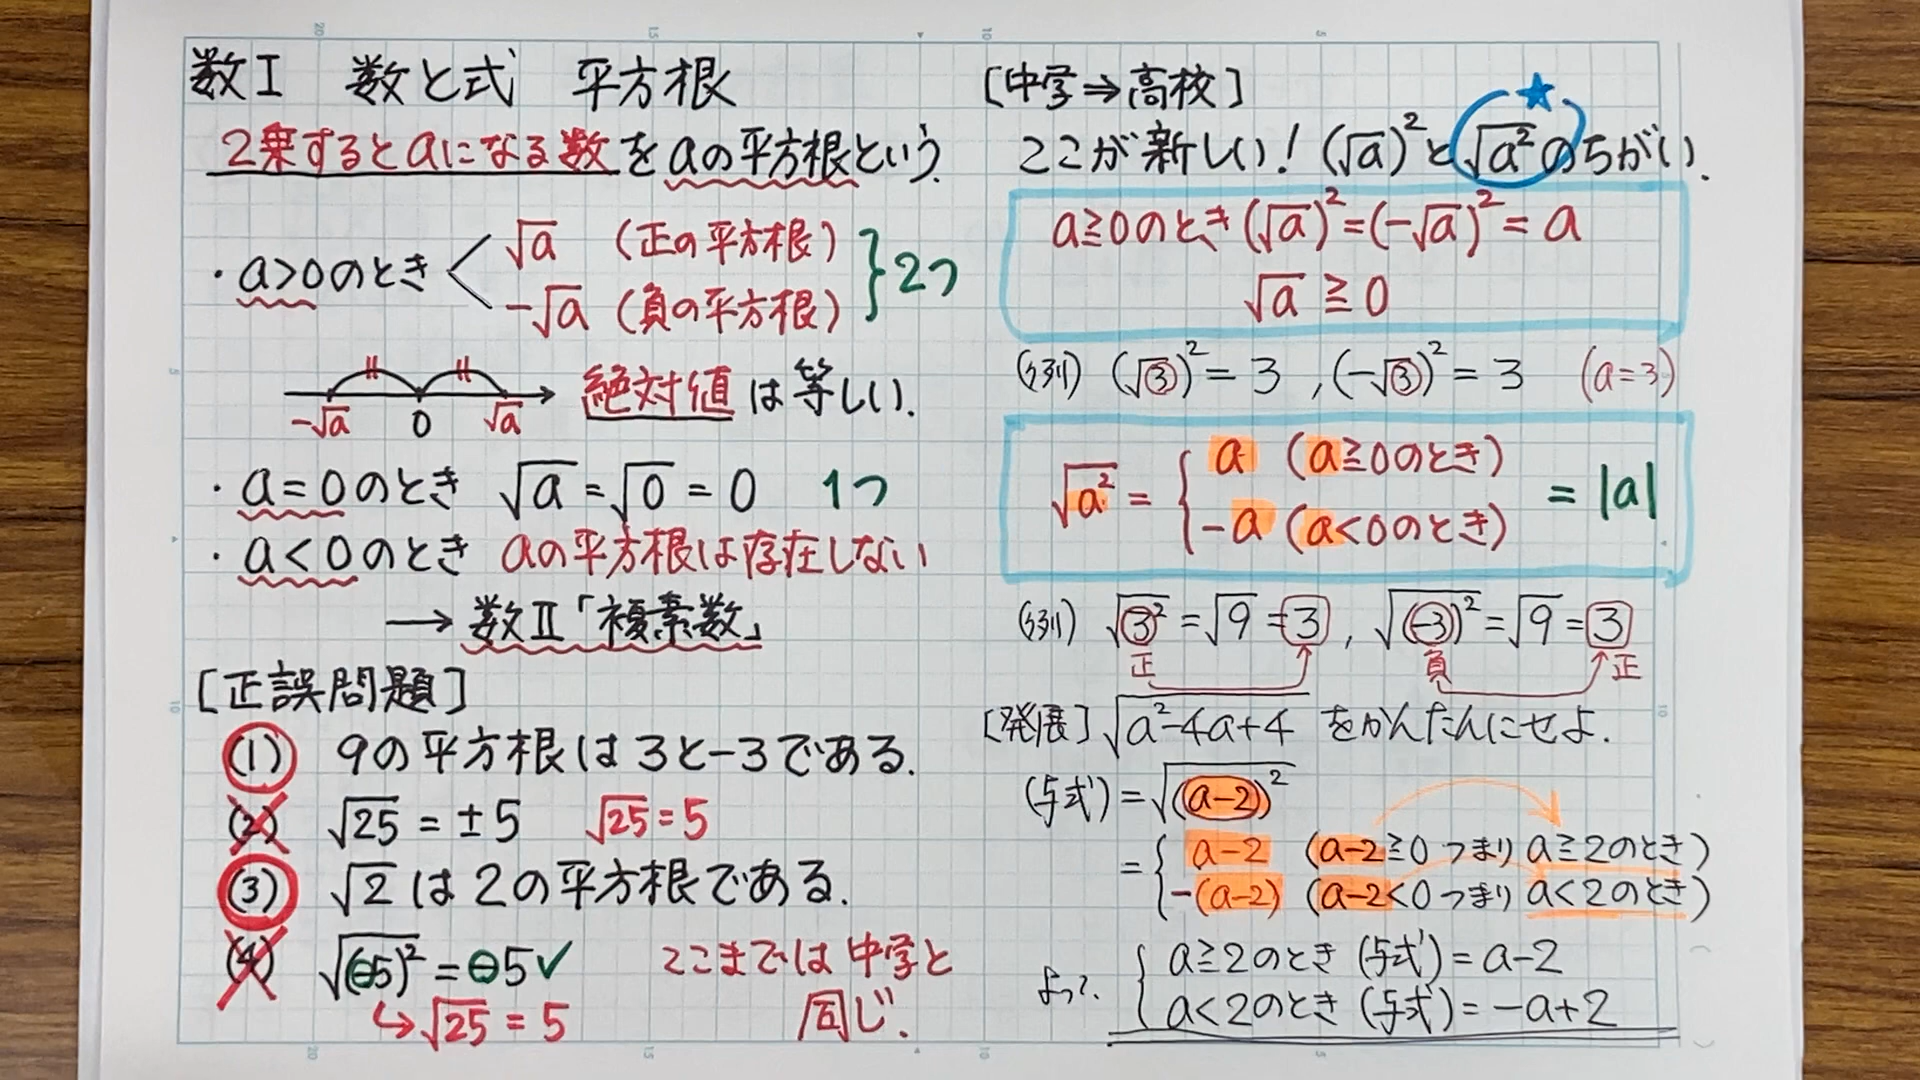 数I 数と式 平方根
2乗するとaになる数をaの平方根という.
・a>0のとき < √a (正の平方根)
-√a (負の平方根) } 2つ
-√a 0 √a 絶対値は等しい.
・a=0のとき √a=√0=0 1つ
・a<0のとき aの平方根は存在しない
→数II「複素数」
[正誤問題]
(1) 9の平方根は3と-3である.
(2) √25=±5 √25=5
(3) √2は2の平方根である.
(4) √(-5)²=-5✓
↳√25=5
ここまでは中学と
同じ.
[中学⇒高校]
★
ここが新しい! (√a)²と√a²のちがい.
a≧0のとき(√a)²=(-√a)²=a
√a≧0
(例) (√3)²=3, (-√3)²=3 (a=3)
√a²={ a (a≧0のとき)
-a (a<0のとき) =|a|
(例) √3²=√9=3, √(-3)²=√9=3
正 負 正
[発展] √a²-4a+4 をかんたんにせよ.
(与式)=√(a-2)²
={ a-2 (a-2≧0 つまり a≧2のとき)
-(a-2) (a-2<0 つまり a<2のとき)
よって. { a≧2のとき (与式)=a-2
a<2のとき (与式)=-a+2
20 15 10 5
5
10 10
20 15 10 5